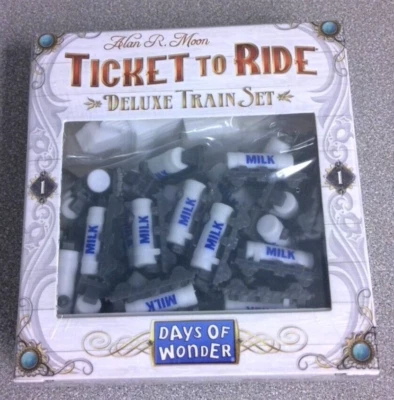 Alan R. Moon
TICKET TO RIDE
DELUXE TRAIN SET
1
1
MILK
MILK
MILK
MILK
MILK
MILK
MILK
DAYS OF
WONDER